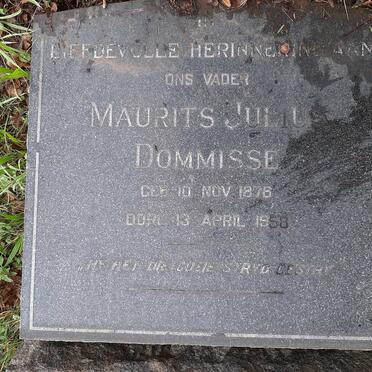 IN
LIEFDEVOLLE HERINNERING AAN
ONS VADER
MAURITS JULIUS
DOMMISSE
GEB 10 NOV. 1876
OORL 13 APRIL 1958
„HY HET DIE GOEIE STRYD GESTRY"